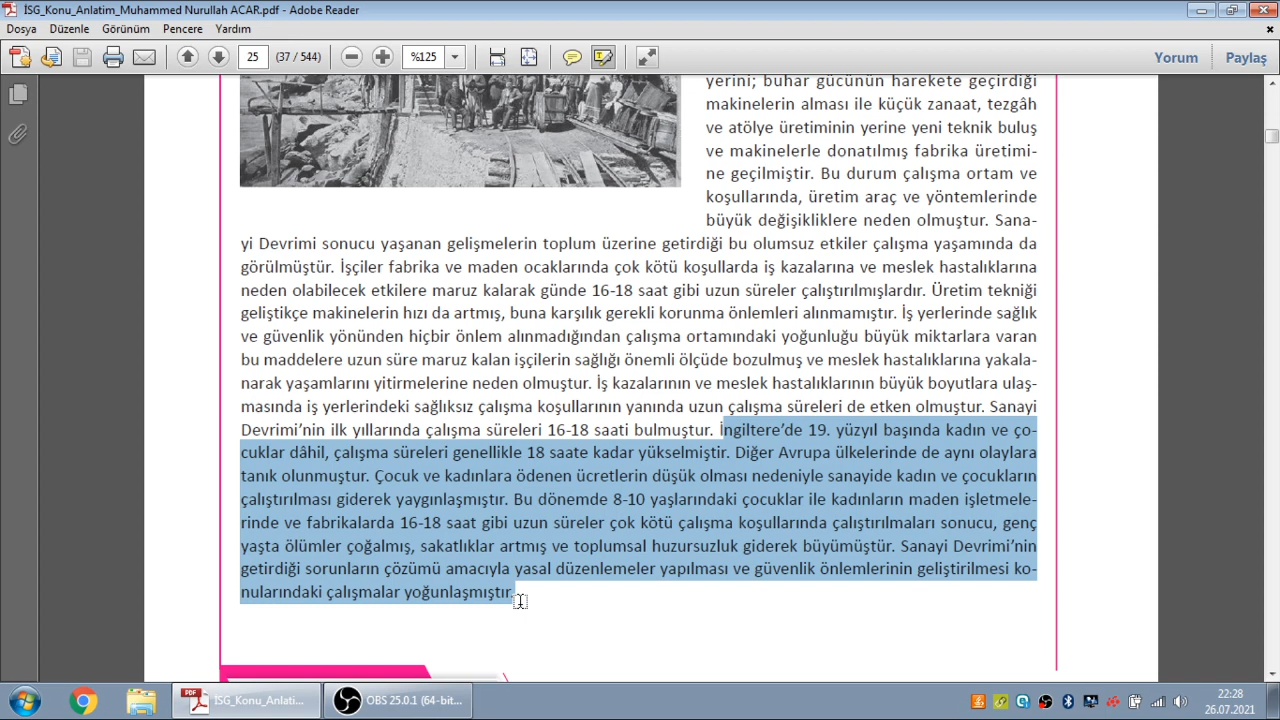 İSG_Konu_Anlatim_Muhammed Nurullah ACAR.pdf - Adobe Reader
Dosya Düzenle Görünüm Pencere Yardım
25 (37 / 544) %125 Yorum Paylaş
yerini; buhar gücünün harekete geçirdiği
makinelerin alması ile küçük zanaat, tezgâh
ve atölye üretiminin yerine yeni teknik buluş
ve makinelerle donatılmış fabrika üretimi-
ne geçilmiştir. Bu durum çalışma ortam ve
koşullarında, üretim araç ve yöntemlerinde
büyük değişikliklere neden olmuştur. Sana-
yi Devrimi sonucu yaşanan gelişmelerin toplum üzerine getirdiği bu olumsuz etkiler çalışma yaşamında da
görülmüştür. İşçiler fabrika ve maden ocaklarında çok kötü koşullarda iş kazalarına ve meslek hastalıklarına
neden olabilecek etkilere maruz kalarak günde 16-18 saat gibi uzun süreler çalıştırılmışlardır. Üretim tekniği
geliştikçe makinelerin hızı da artmış, buna karşılık gerekli korunma önlemleri alınmamıştır. İş yerlerinde sağlık
ve güvenlik yönünden hiçbir önlem alınmadığından çalışma ortamındaki yoğunluğu büyük miktarlara varan
bu maddelere uzun süre maruz kalan işçilerin sağlığı önemli ölçüde bozulmuş ve meslek hastalıklarına yakala-
narak yaşamlarını yitirmelerine neden olmuştur. İş kazalarının ve meslek hastalıklarının büyük boyutlara ulaş-
masında iş yerlerindeki sağlıksız çalışma koşullarının yanında uzun çalışma süreleri de etken olmuştur. Sanayi
Devrimi'nin ilk yıllarında çalışma süreleri 16-18 saati bulmuştur. İngiltere'de 19. yüzyıl başında kadın ve ço-
cuklar dâhil, çalışma süreleri genellikle 18 saate kadar yükselmiştir. Diğer Avrupa ülkelerinde de aynı olaylara
tanık olunmuştur. Çocuk ve kadınlara ödenen ücretlerin düşük olması nedeniyle sanayide kadın ve çocukların
çalıştırılması giderek yaygınlaşmıştır. Bu dönemde 8-10 yaşlarındaki çocuklar ile kadınların maden işletmele-
rinde ve fabrikalarda 16-18 saat gibi uzun süreler çok kötü çalışma koşullarında çalıştırılmaları sonucu, genç
yaşta ölümler çoğalmış, sakatlıklar artmış ve toplumsal huzursuzluk giderek büyümüştür. Sanayi Devrimi'nin
getirdiği sorunların çözümü amacıyla yasal düzenlemeler yapılması ve güvenlik önlemlerinin geliştirilmesi ko-
nularındaki çalışmalar yoğunlaşmıştır.
İSG_Konu_Anlati... OBS 25.0.1 (64-bit... 22:28
26.07.2021